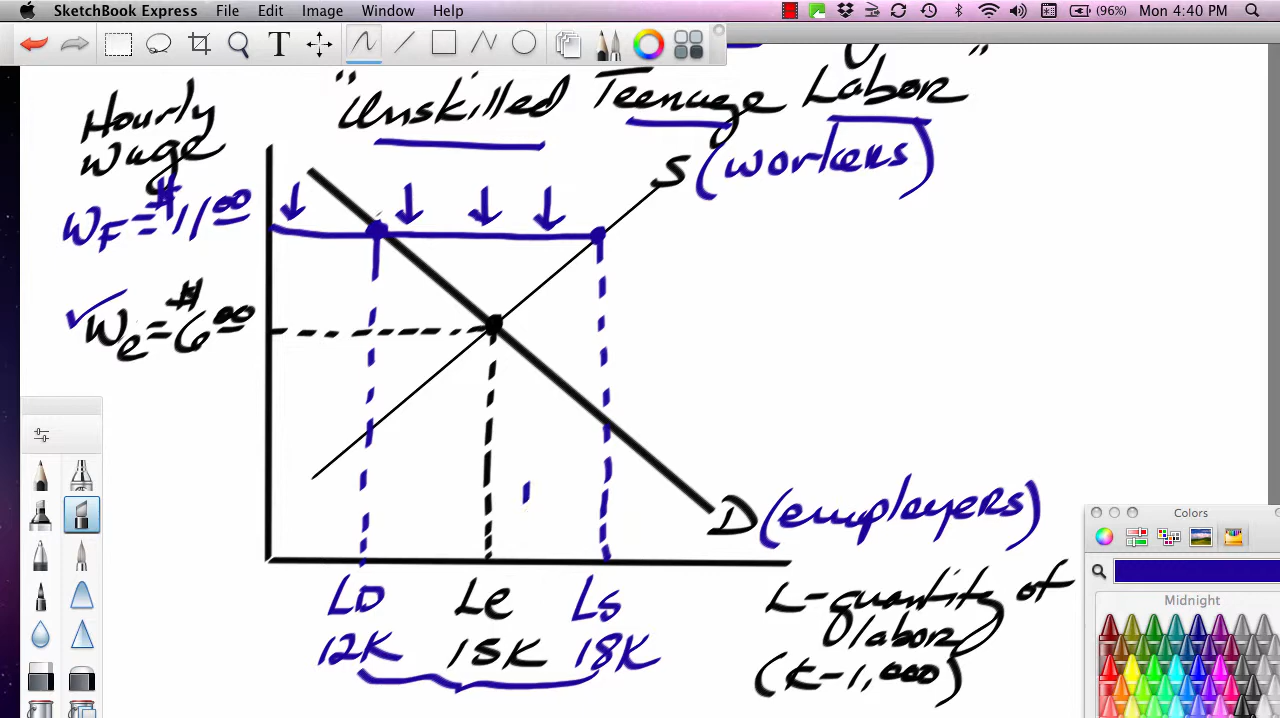 SketchBook Express File Edit Image Window Help (96%) Mon 4:40 PM
T
"Unskilled Teenage Labor"
Hourly
Wage
S (workers)
WF = $11.00
We = $6.00
D (employers)
Colors
Midnight
LD Le Ls
12K 15K 18K
L - quantity of
labor
(K - 1,000)